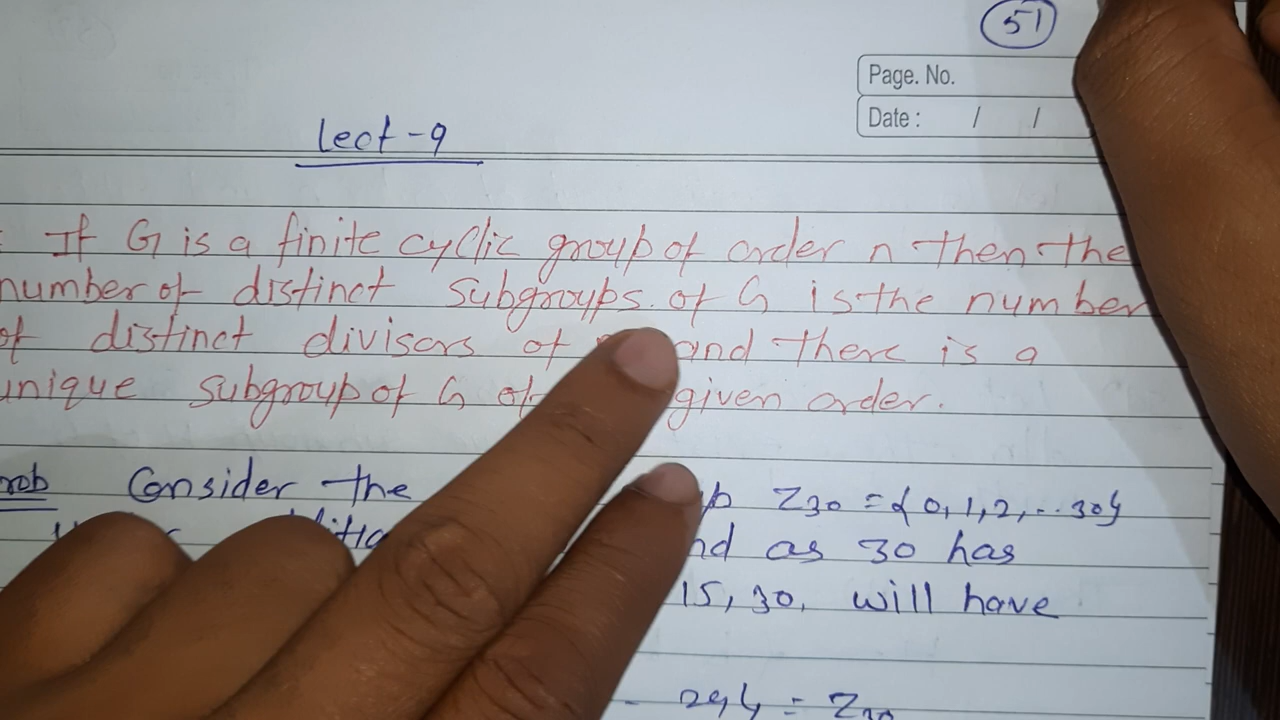 51
Page. No.
Date : / /
Lect-9
: If G is a finite cyclic group of order n then the
number of distinct subgroups. of G is the number
of distinct divisors of and there is a
unique subgroup of G of given order.
rob Consider the Z30 = {0,1,2,...30}
nd as 30 has
15, 30. will have
- 29} = Z30